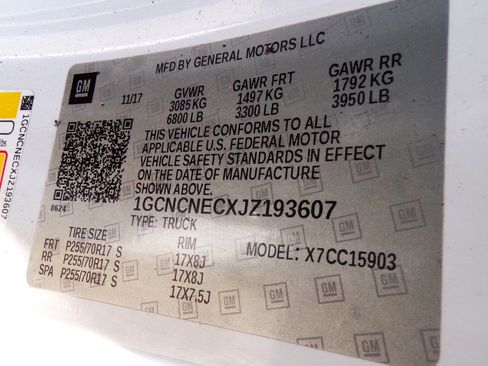 MFD BY GENERAL MOTORS LLC
GM
11/17
GVWR GAWR FRT GAWR RR
3085 KG 1497 KG 1792 KG
6800 LB 3300 LB 3950 LB
THIS VEHICLE CONFORMS TO ALL
APPLICABLE U.S. FEDERAL MOTOR
VEHICLE SAFETY STANDARDS IN EFFECT
ON THE DATE OF MANUFACTURE
SHOWN ABOVE.
8624
1GCNCNECXJZ193607
TYPE: TRUCK
TIRE SIZE RIM MODEL: X7CC15903
FRT P255/70R17 S 17X8J
RR P255/70R17 S 17X8J
SPA P255/70R17 S 17X7.5J
1GCNCNECXJZ193607